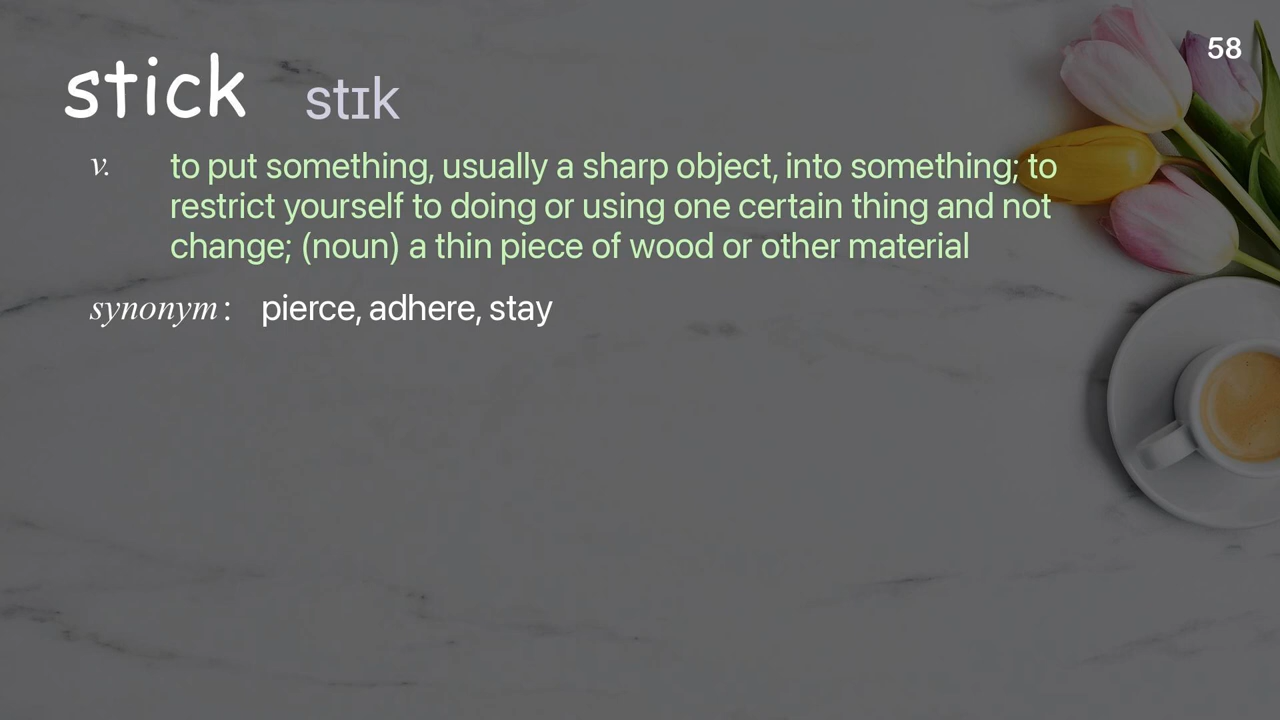 58
stick stɪk
v. to put something, usually a sharp object, into something; to
restrict yourself to doing or using one certain thing and not
change; (noun) a thin piece of wood or other material
synonym : pierce, adhere, stay